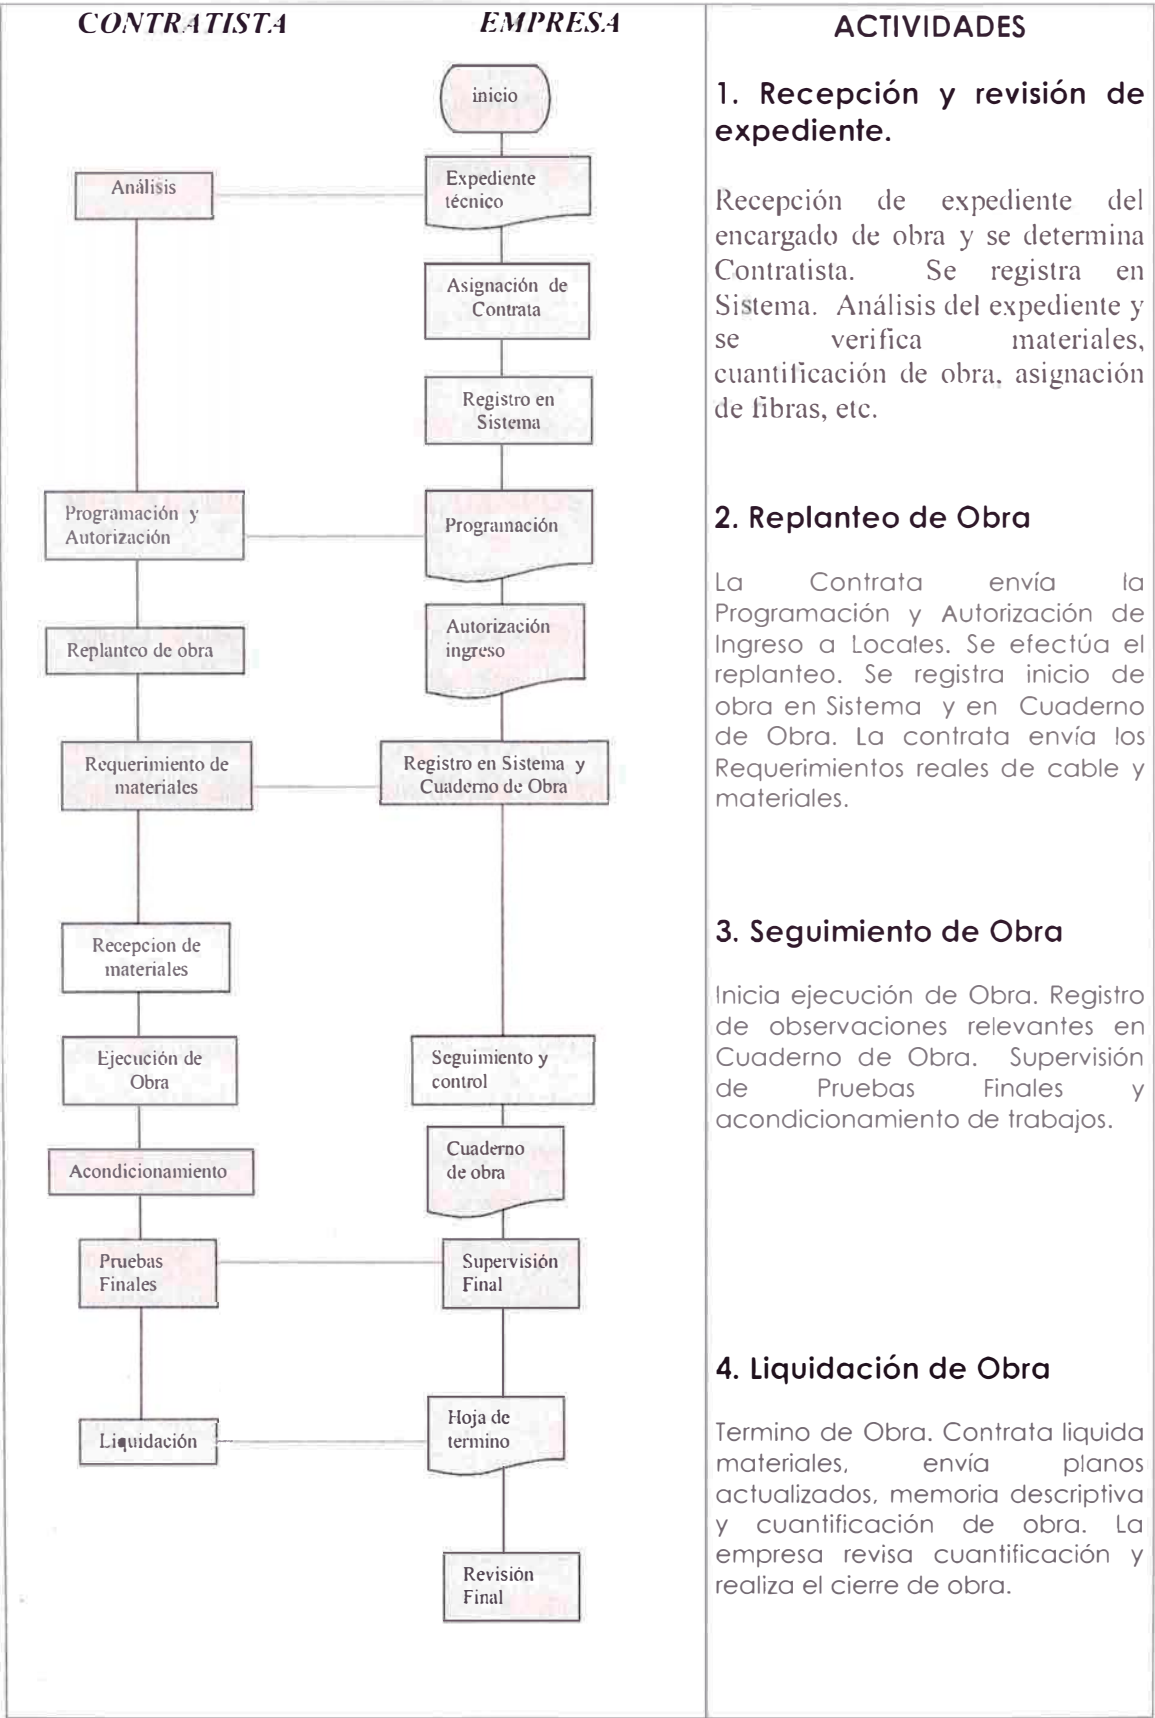 CONTRATISTA
EMPRESA
inicio
Análisis
Expediente
técnico
Asignación de
Contrata
Registro en
Sistema
Programación y
Autorización
Programación
Replanteo de obra
Autorización
ingreso
Requerimiento de
materiales
Registro en Sistema y
Cuaderno de Obra
Recepcion de
materiales
Ejecución de
Obra
Seguimiento y
control
Acondicionamiento
Cuaderno
de obra
Pruebas
Finales
Supervisión
Final
Liquidación
Hoja de
termino
Revisión
Final
ACTIVIDADES
1. Recepción y revisión de
expediente.
Recepción de expediente del
encargado de obra y se determina
Contratista. Se registra en
Sistema. Análisis del expediente y
se verifica materiales,
cuantificación de obra, asignación
de fibras, etc.
2. Replanteo de Obra
La Contrata envía la
Programación y Autorización de
Ingreso a Locales. Se efectúa el
replanteo. Se registra inicio de
obra en Sistema y en Cuaderno
de Obra. La contrata envía los
Requerimientos reales de cable y
materiales.
3. Seguimiento de Obra
Inicia ejecución de Obra. Registro
de observaciones relevantes en
Cuaderno de Obra. Supervisión
de Pruebas Finales y
acondicionamiento de trabajos.
4. Liquidación de Obra
Termino de Obra. Contrata liquida
materiales, envía planos
actualizados, memoria descriptiva
y cuantificación de obra. La
empresa revisa cuantificación y
realiza el cierre de obra.